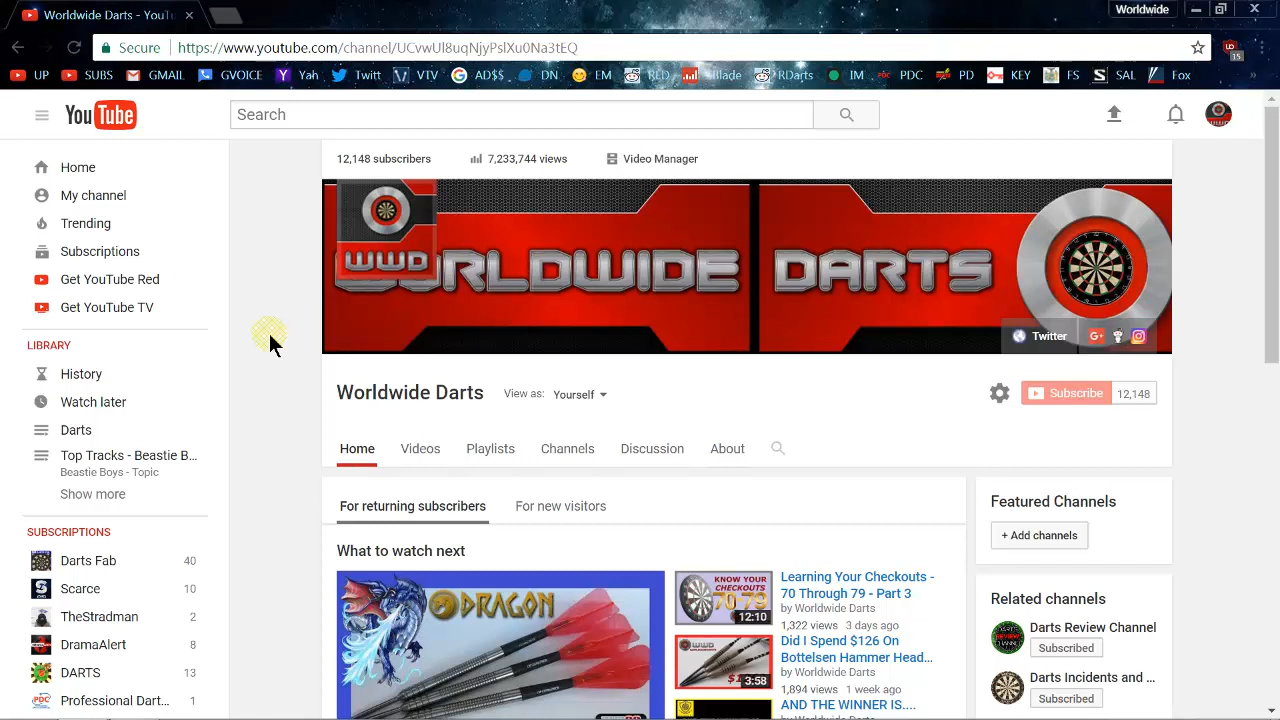 Worldwide Darts - YouTu
Worldwide
Secure https://www.youtube.com/channel/UCvwUl8uqNjyPslXu0Na3tEQ
15
UP SUBS GMAIL GVOICE Yah Twitt VTV AD$$ DN EM RED Blade RDarts IM PDC PD KEY FS SAL Fox »
YouTube
Search
12,148 subscribers 7,233,744 views Video Manager
Home
My channel
Trending
Subscriptions
Get YouTube Red
Get YouTube TV
LIBRARY
History
Watch later
Darts
Top Tracks - Beastie B...
Beastie Boys - Topic
Show more
SUBSCRIPTIONS
Darts Fab 40
Scarce 10
TheStradman 2
DramaAlert 8
DARTS 13
Professional Dart... 1
WWD
WORLDWIDE DARTS
Twitter
Worldwide Darts View as: Yourself
Subscribe 12,148
Home Videos Playlists Channels Discussion About
For returning subscribers For new visitors
What to watch next
DRAGON
KNOW YOUR
CHECKOUTS
70-79
12:10
Learning Your Checkouts -
70 Through 79 - Part 3
by Worldwide Darts
1,322 views 3 days ago
WWD
3:58
Did I Spend $126 On
Bottelsen Hammer Head...
by Worldwide Darts
1,894 views 1 week ago
AND THE WINNER IS....
by Worldwide Darts
Featured Channels
+ Add channels
Related channels
Darts Review Channel
Subscribed
Darts Incidents and ...
Subscribed